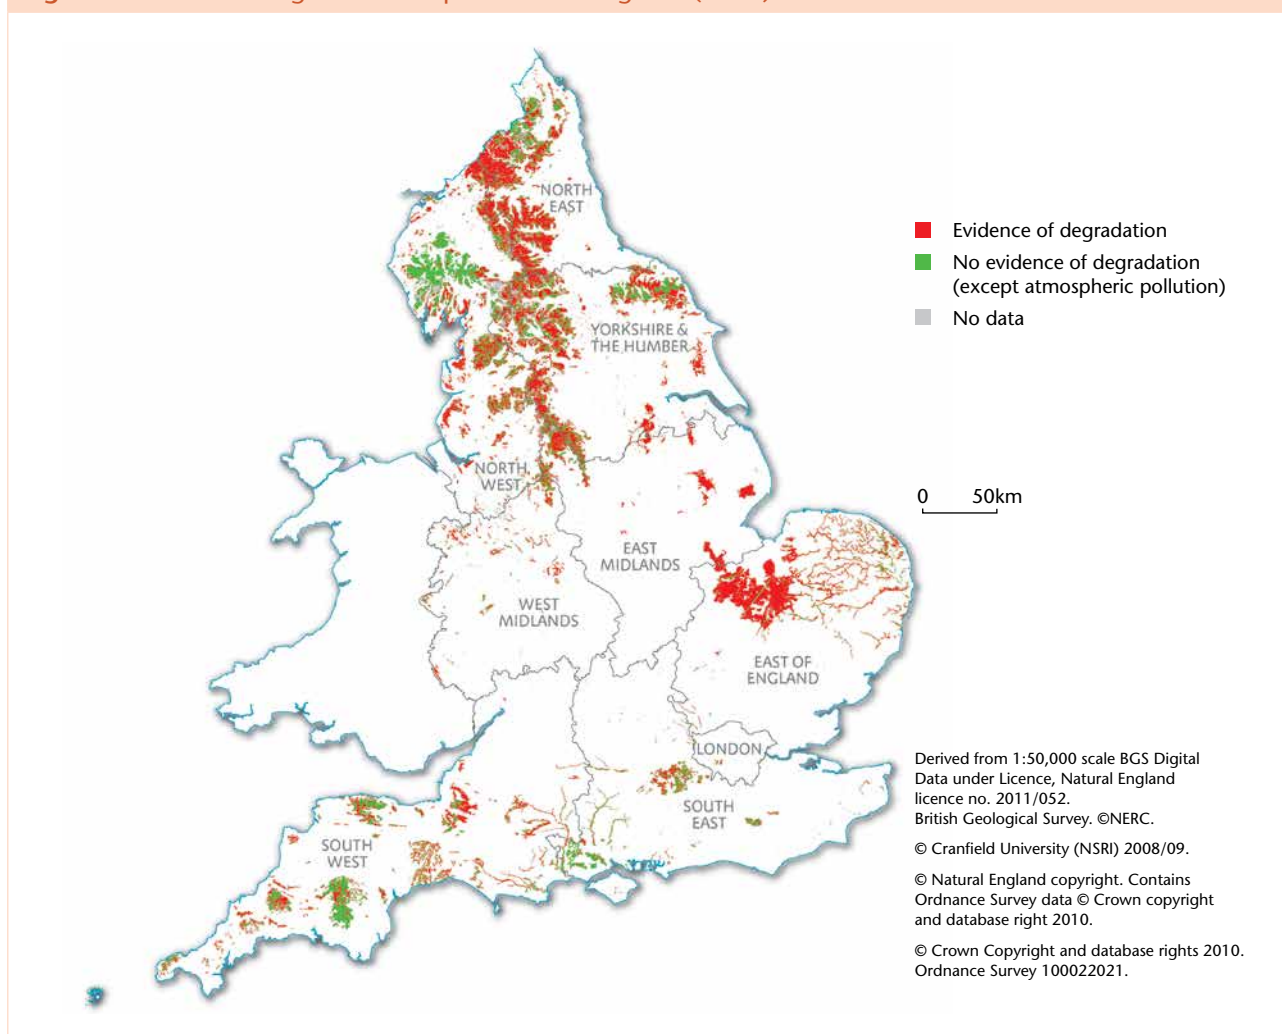 NORTH
EAST
YORKSHIRE &
THE HUMBER
NORTH
WEST
EAST
MIDLANDS
WEST
MIDLANDS
EAST OF
ENGLAND
LONDON
SOUTH
EAST
SOUTH
WEST
Evidence of degradation
No evidence of degradation
(except atmospheric pollution)
No data
0 50km
Derived from 1:50,000 scale BGS Digital
Data under Licence, Natural England
licence no. 2011/052.
British Geological Survey. ©NERC.
© Cranfield University (NSRI) 2008/09.
© Natural England copyright. Contains
Ordnance Survey data © Crown copyright
and database right 2010.
© Crown Copyright and database rights 2010.
Ordnance Survey 100022021.